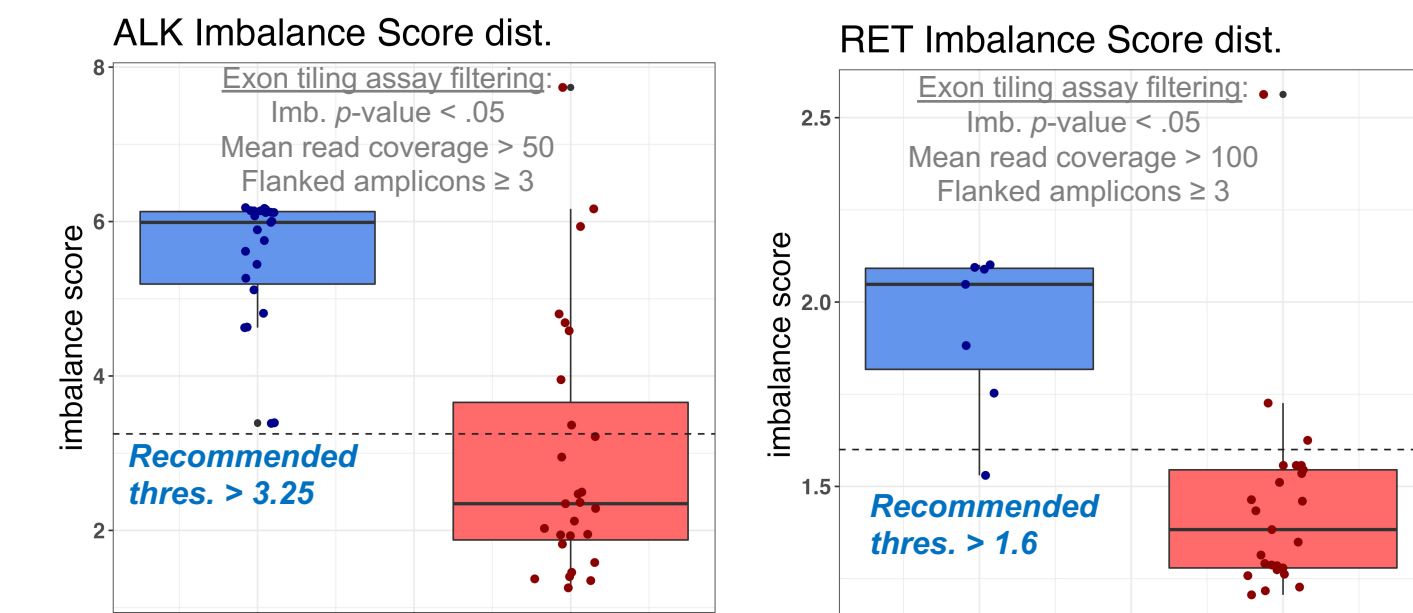 ALK Imbalance Score dist.
Exon tiling assay filtering:
Imb. p-value < .05
Mean read coverage > 50
Flanked amplicons ≥ 3
imbalance score
8
6
4
2
Recommended
thres. > 3.25
RET Imbalance Score dist.
Exon tiling assay filtering:
Imb. p-value < .05
Mean read coverage > 100
Flanked amplicons ≥ 3
imbalance score
2.5
2.0
1.5
Recommended
thres. > 1.6